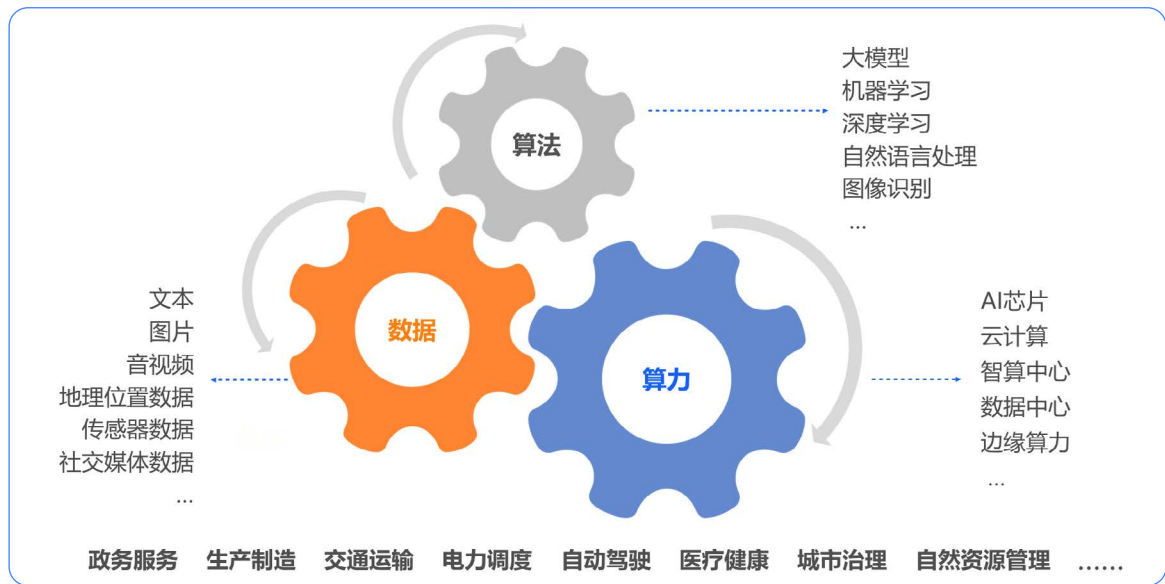 算法
大模型
机器学习
深度学习
自然语言处理
图像识别
...
数据
文本
图片
音视频
地理位置数据
传感器数据
社交媒体数据
...
算力
AI芯片
云计算
智算中心
数据中心
边缘算力
...
政务服务 生产制造 交通运输 电力调度 自动驾驶 医疗健康 城市治理 自然资源管理 ……